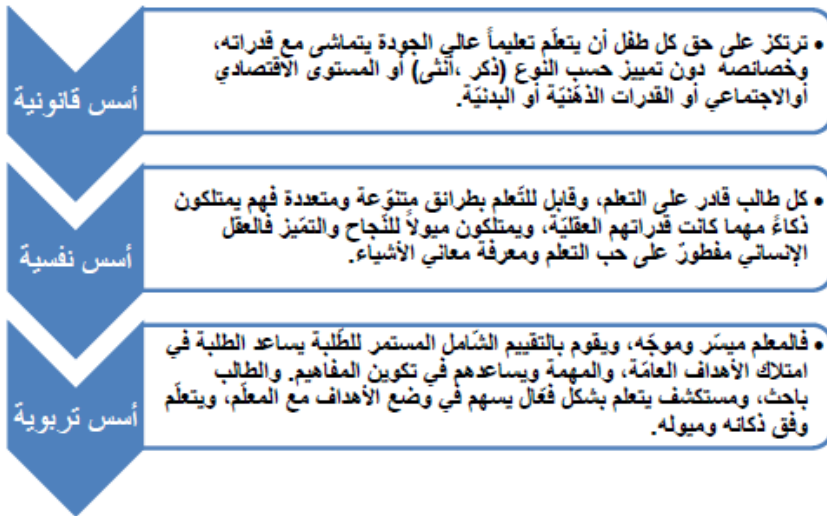 أسس قانونية
• ترتكز على حق كل طفل أن يتعلّم تعليماً عالي الجودة يتماشى مع قدراته،
وخصائصه دون تمييز حسب النوع (ذكر ،أنثى) أو المستوى الاقتصادي
أوالاجتماعي أو القدرات الذهنيّة أو البدنيّة.
أسس نفسية
• كل طالب قادر على التعلم، وقابل للتّعلم بطرائق متنوّعة ومتعددة فهم يمتلكون
ذكاءً مهما كانت قدراتهم العقليّة، ويمتلكون ميولاً للنّجاح والتمّيز فالعقل
الإنساني مفطورٌ على حب التعلم ومعرفة معاني الأشياء.
أسس تربوية
• فالمعلم ميسّر وموجّه، ويقوم بالتقييم الشّامل المستمر للطّلبة يساعد الطلبة في
امتلاك الأهداف العامّة، والمهمة ويساعدهم في تكوين المفاهيم. والطالب
باحث، ومستكشف يتعلم بشكل فعّال يسهم في وضع الأهداف مع المعلّم، ويتعلّم
وفق ذكائه وميوله.